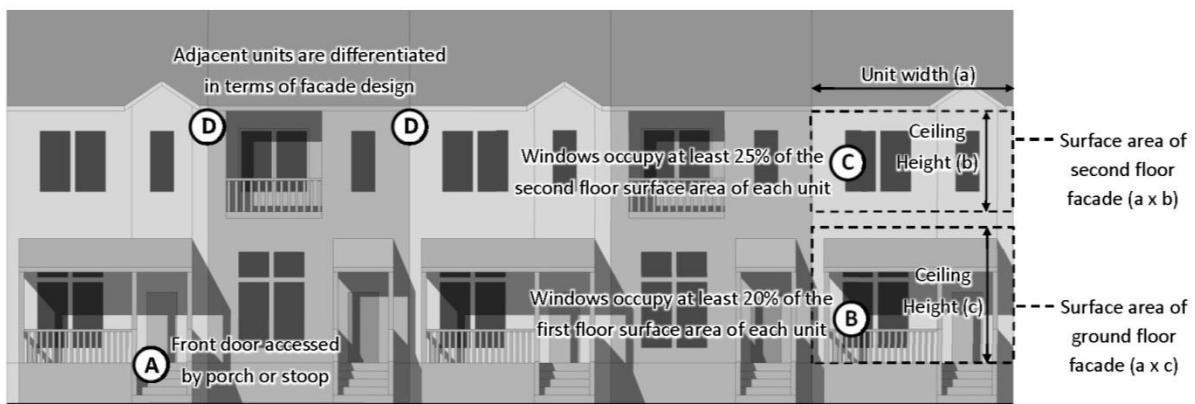 Adjacent units are differentiated
in terms of facade design
D
D
Unit width (a)
Windows occupy at least 25% of the
second floor surface area of each unit
C
Ceiling
Height (b)
Surface area of
second floor
facade (a x b)
Windows occupy at least 20% of the
first floor surface area of each unit
B
Ceiling
Height (c)
Surface area of
ground floor
facade (a x c)
A
Front door accessed
by porch or stoop